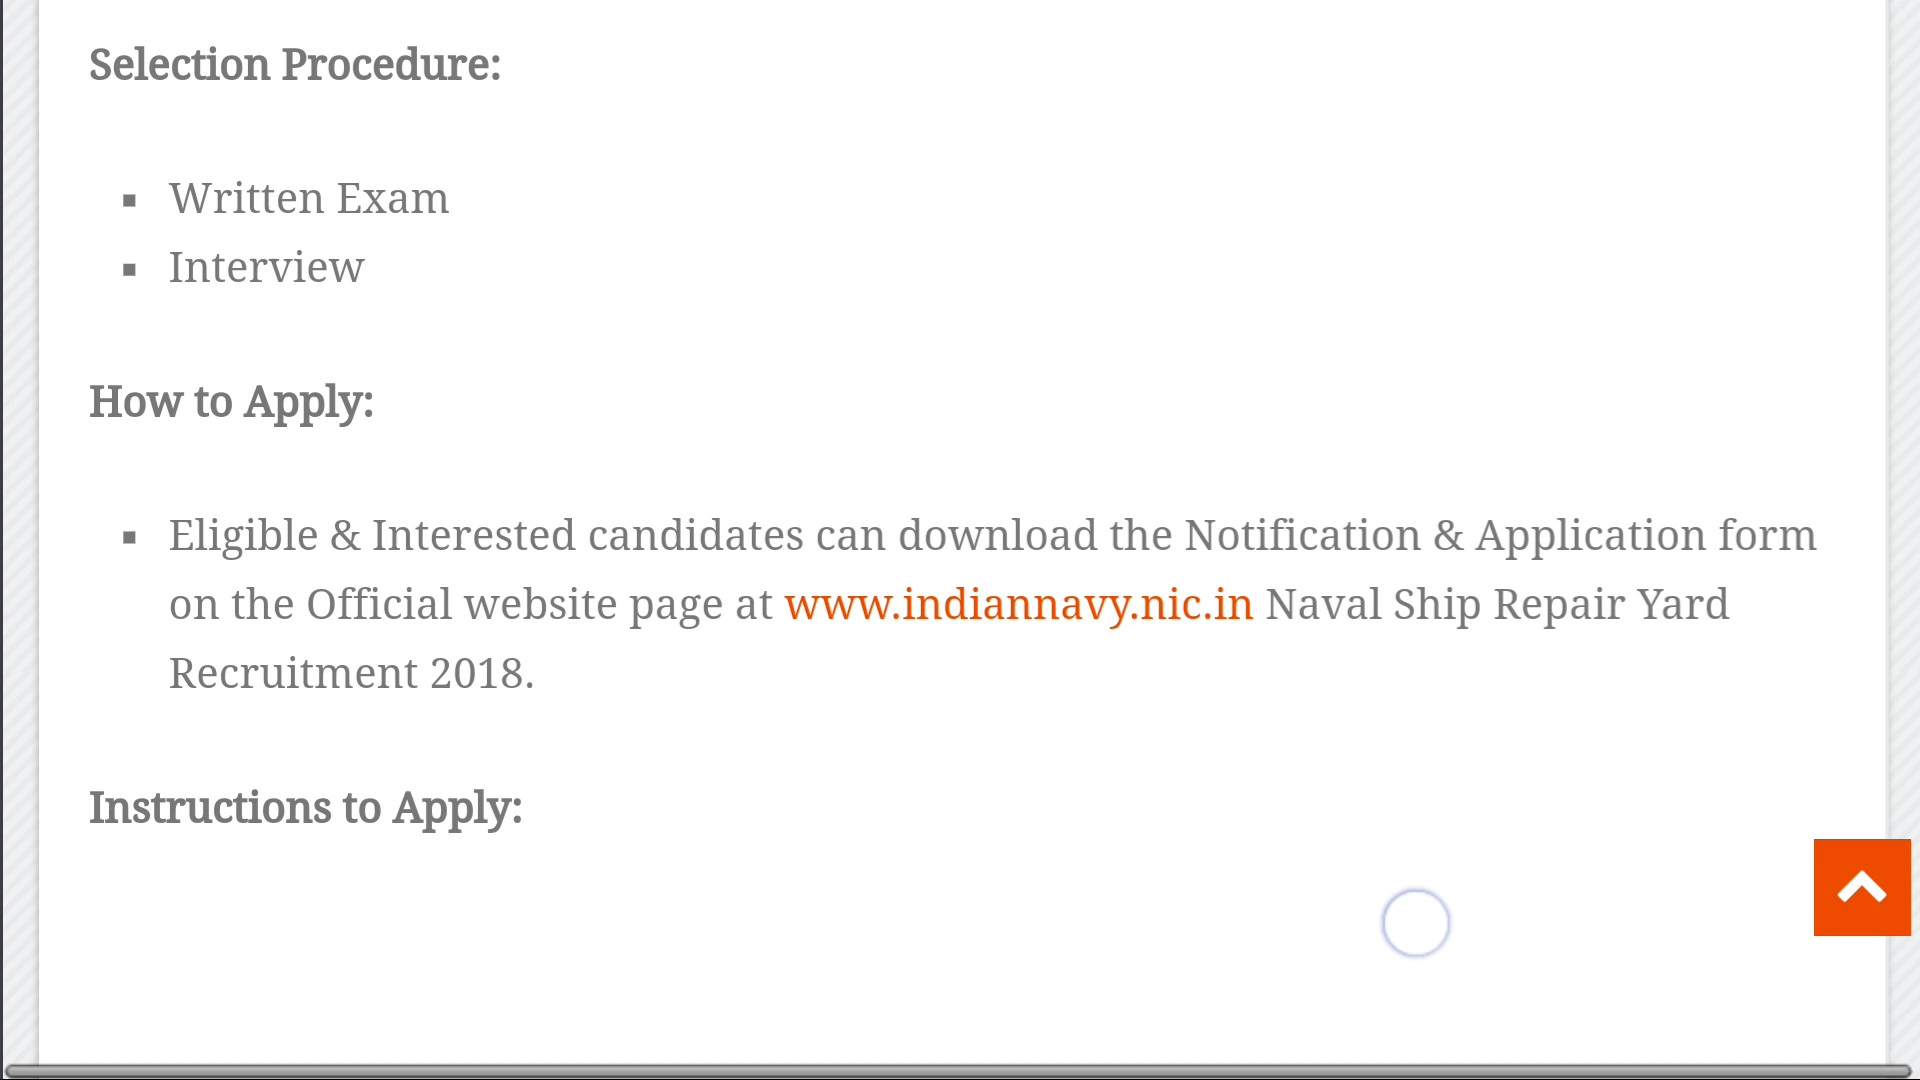 Selection Procedure:
Written Exam
Interview
How to Apply:
Eligible & Interested candidates can download the Notification & Application form
on the Official website page at www.indiannavy.nic.in Naval Ship Repair Yard
Recruitment 2018.
Instructions to Apply: